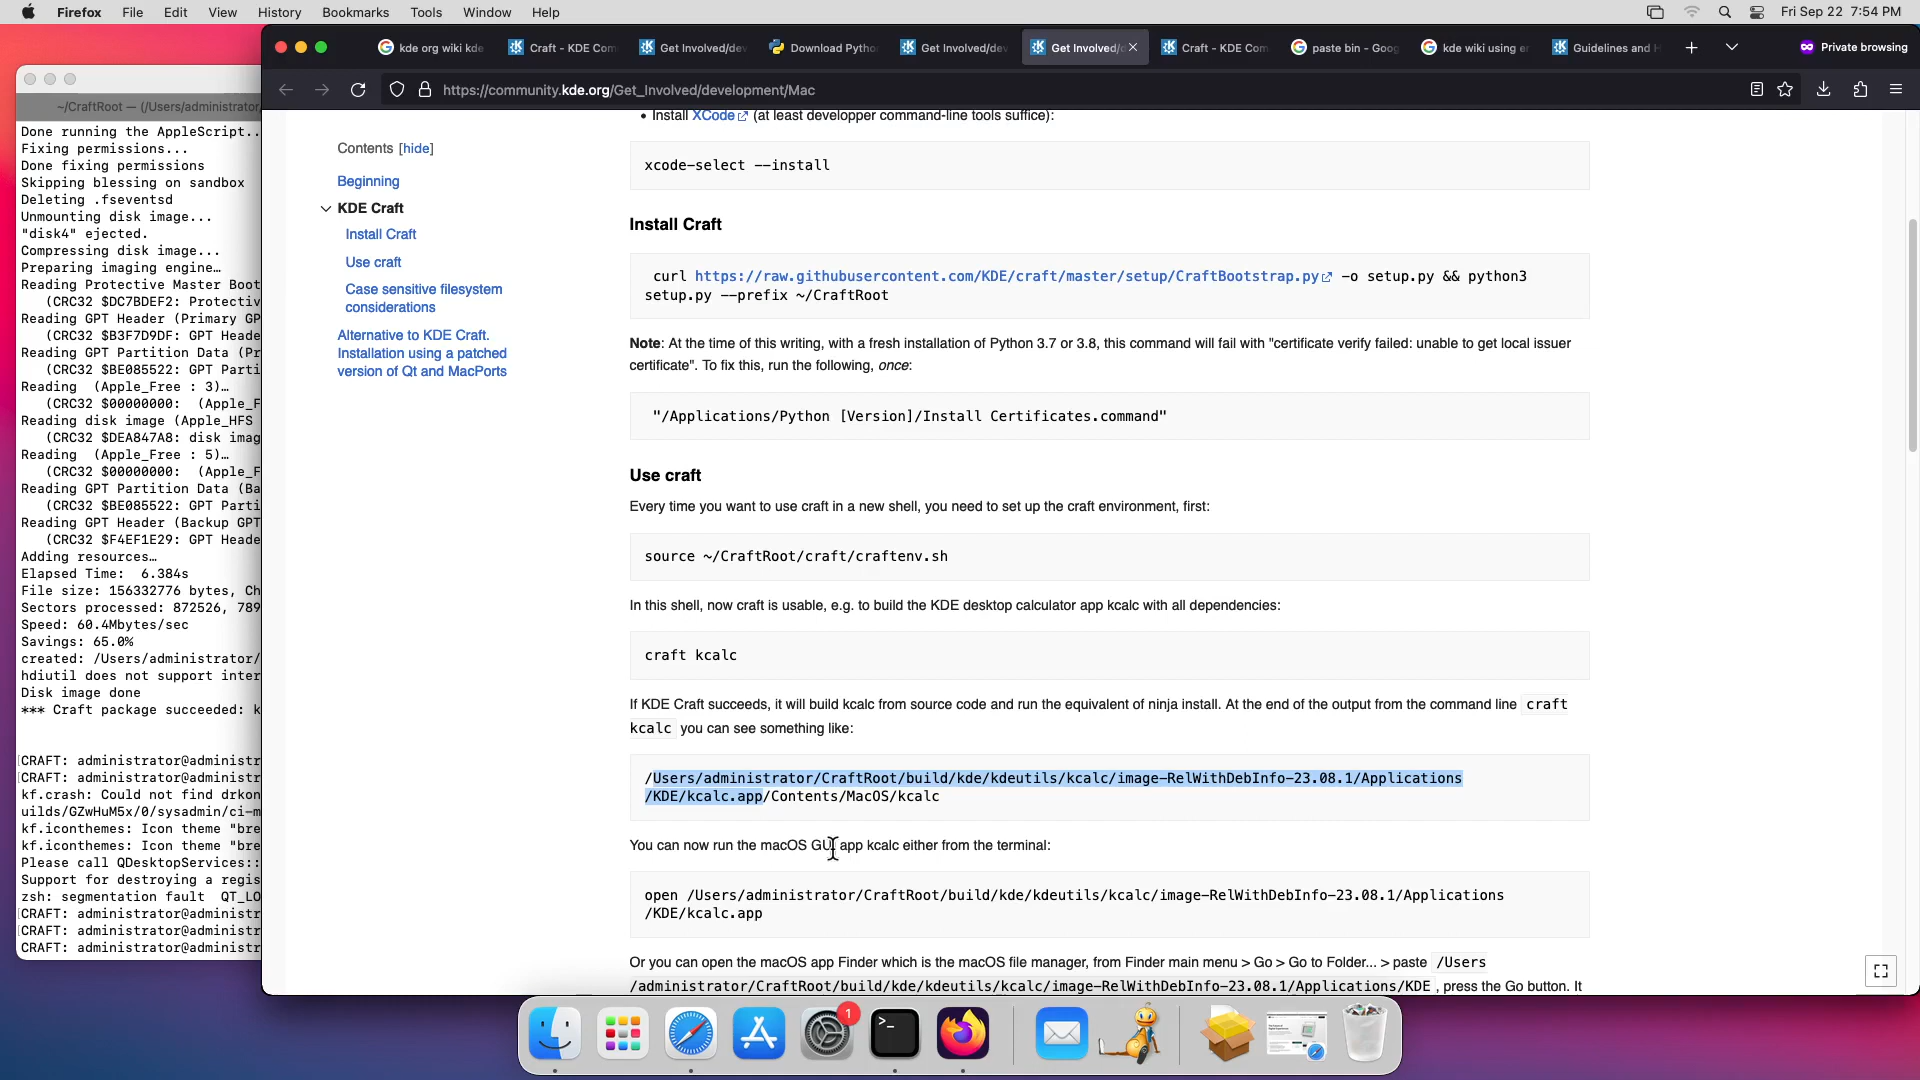 Firefox File Edit View History Bookmarks Tools Window Help
Fri Sep 22 7:54 PM
kde org wiki kde
Craft - KDE Com
Get Involved/dev
Download Pytho
Get Involved/dev
Get Involved/d
Craft - KDE Com
paste bin - Goog
kde wiki using
Guidelines and H
Private browsing
https://community.kde.org/Get_Involved/development/Mac
~/CraftRoot — (/Users/administrator
Done running the AppleScript..
Fixing permissions...
Done fixing permissions
Skipping blessing on sandbox
Deleting .fseventsd
Unmounting disk image...
"disk4" ejected.
Compressing disk image...
Preparing imaging engine…
Reading Protective Master Boot
(CRC32 $DC7BDEF2: Protectiv
Reading GPT Header (Primary GP
(CRC32 $B3F7D9DF: GPT Heade
Reading GPT Partition Data (Pr
(CRC32 $BE085522: GPT Parti
Reading (Apple_Free : 3)…
(CRC32 $00000000: (Apple_F
Reading disk image (Apple_HFS
(CRC32 $DEA847A8: disk imag
Reading (Apple_Free : 5)…
(CRC32 $00000000: (Apple_F
Reading GPT Partition Data (Ba
(CRC32 $BE085522: GPT Parti
Reading GPT Header (Backup GPT
(CRC32 $F4EF1E29: GPT Heade
Adding resources…
Elapsed Time: 6.384s
File size: 156332776 bytes, Ch
Sectors processed: 872526, 789
Speed: 60.4Mbytes/sec
Savings: 65.0%
created: /Users/administrator/
hdiutil does not support inter
Disk image done
*** Craft package succeeded: k
CRAFT: administrator@administr
CRAFT: administrator@administr
kf.crash: Could not find drkon
uilds/GZwHuM5x/0/sysadmin/ci-m
kf.iconthemes: Icon theme "bre
kf.iconthemes: Icon theme "bre
Please call QDesktopServices::
Support for destroying a regis
zsh: segmentation fault QT_LO
CRAFT: administrator@administr
CRAFT: administrator@administr
CRAFT: administrator@administr
Contents [hide]
Beginning
KDE Craft
Install Craft
Use craft
Case sensitive filesystem
considerations
Alternative to KDE Craft.
Installation using a patched
version of Qt and MacPorts
• Install XCode (at least developper command-line tools suffice):
xcode-select --install
Install Craft
curl https://raw.githubusercontent.com/KDE/craft/master/setup/CraftBootstrap.py -o setup.py && python3
setup.py --prefix ~/CraftRoot
Note: At the time of this writing, with a fresh installation of Python 3.7 or 3.8, this command will fail with "certificate verify failed: unable to get local issuer
certificate". To fix this, run the following, once:
"/Applications/Python [Version]/Install Certificates.command"
Use craft
Every time you want to use craft in a new shell, you need to set up the craft environment, first:
source ~/CraftRoot/craft/craftenv.sh
In this shell, now craft is usable, e.g. to build the KDE desktop calculator app kcalc with all dependencies:
craft kcalc
If KDE Craft succeeds, it will build kcalc from source code and run the equivalent of ninja install. At the end of the output from the command line craft
kcalc you can see something like:
/Users/administrator/CraftRoot/build/kde/kdeutils/kcalc/image-RelWithDebInfo-23.08.1/Applications
/KDE/kcalc.app/Contents/MacOS/kcalc
You can now run the macOS GUI app kcalc either from the terminal:
open /Users/administrator/CraftRoot/build/kde/kdeutils/kcalc/image-RelWithDebInfo-23.08.1/Applications
/KDE/kcalc.app
Or you can open the macOS app Finder which is the macOS file manager, from Finder main menu > Go > Go to Folder... > paste /Users
/administrator/CraftRoot/build/kde/kdeutils/kcalc/image-RelWithDebInfo-23.08.1/Applications/KDE , press the Go button. It
1